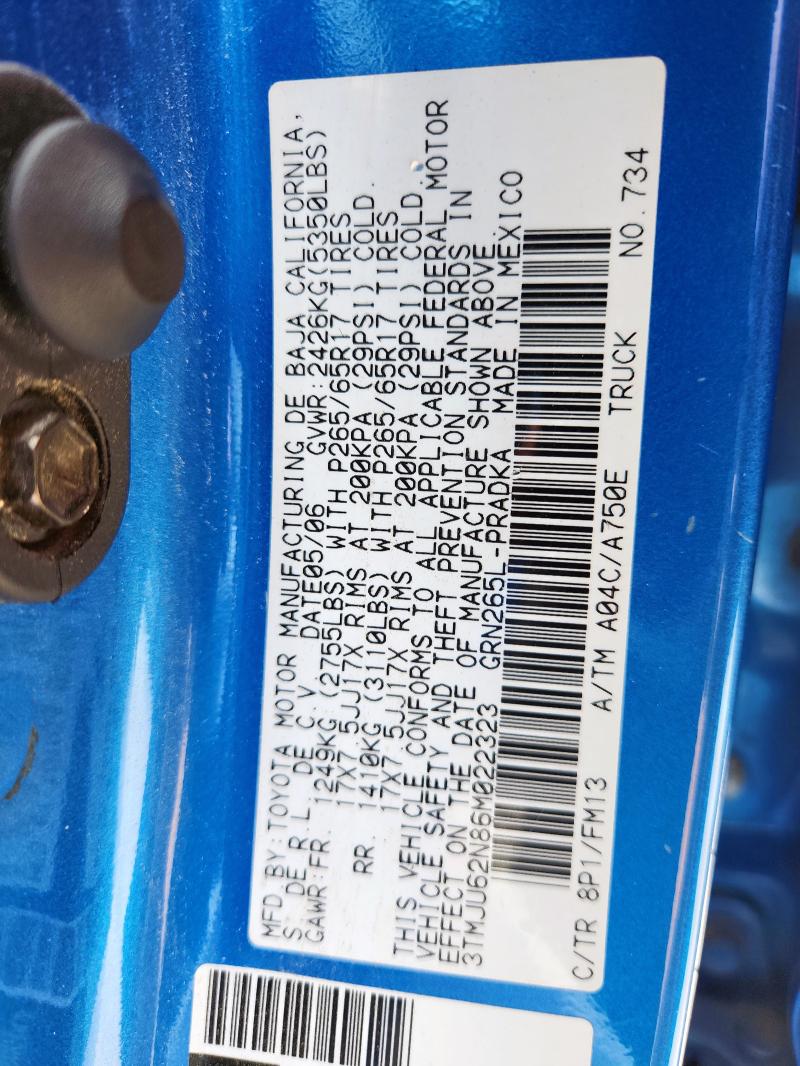 MFD BY:TOYOTA MOTOR MANUFACTURING DE BAJA CALIFORNIA,
S. DE R.L. DE C.V. DATE05/06 GVWR:2426KG(5350LBS)
GAWR:FR. 1249KG (2755LBS) WITH P265/65R17 TIRES
17X7.5JJ17X RIMS AT 200KPA (29PSI) COLD.
RR. 1410KG (3110LBS) WITH P265/65R17 TIRES
17X7.5JJ17X RIMS AT 200KPA (29PSI) COLD.
THIS VEHICLE CONFORMS TO ALL APPLICABLE FEDERAL MOTOR
VEHICLE SAFETY AND THEFT PREVENTION STANDARDS IN
EFFECT ON THE DATE OF MANUFACTURE SHOWN ABOVE
3TMJU62N86M022323 GRN265L-PRADKA MADE IN MEXICO
C/TR 8P1/FM13 A/TM A04C/A750E TRUCK NO.734